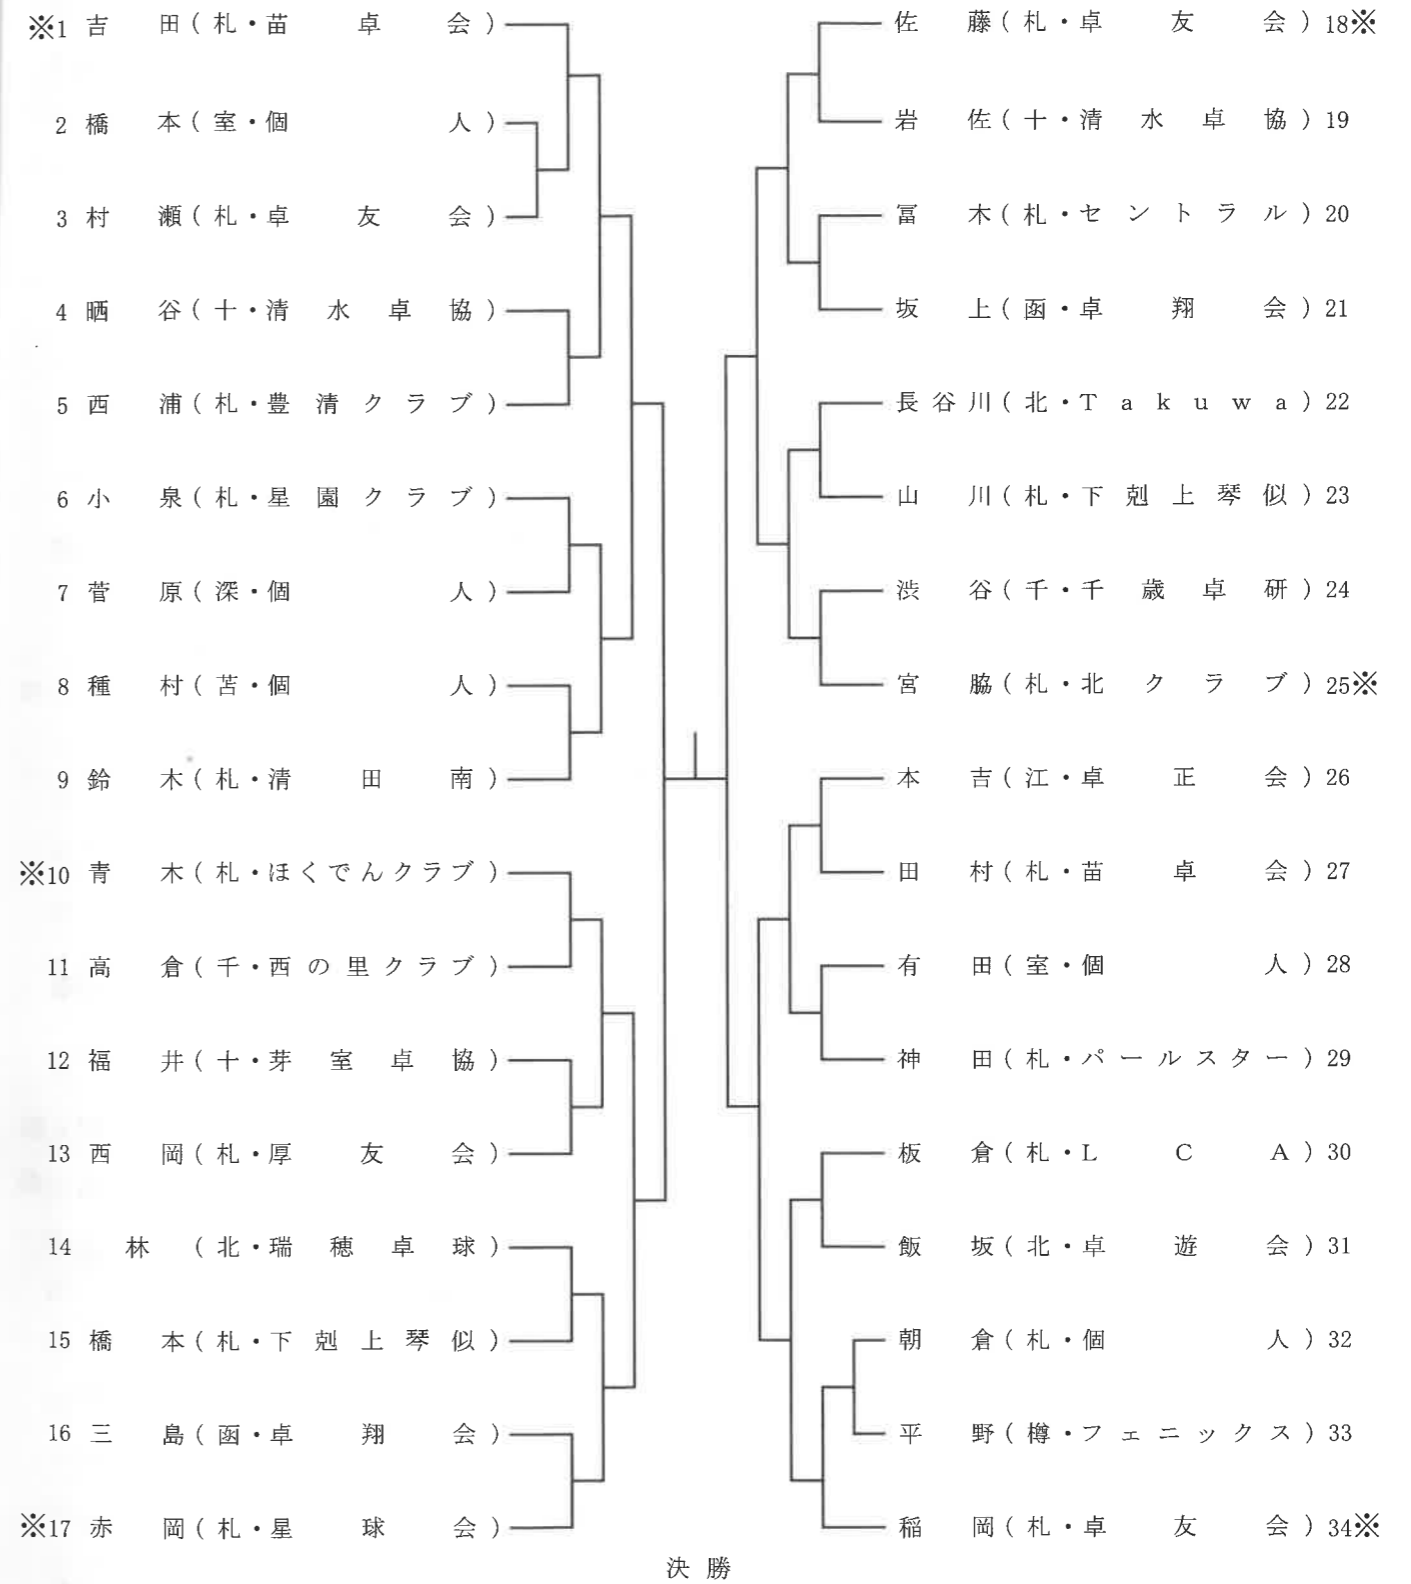 ※1 吉田(札・苗卓会)
2 橋本(室・個人)
3 村瀬(札・卓友会)
4 晒谷(十・清水卓協)
5 西浦(札・豊清クラブ)
6 小泉(札・星園クラブ)
7 菅原(深・個人)
8 種村(苫・個人)
9 鈴木(札・清田南)
※10 青木(札・ほくでんクラブ)
11 高倉(千・西の里クラブ)
12 福井(十・芽室卓協)
13 西岡(札・厚友会)
14 林(北・瑞穂卓球)
15 橋本(札・下剋上琴似)
16 三島(函・卓翔会)
※17 赤岡(札・星球会)
佐藤(札・卓友会)18※
岩佐(十・清水卓協)19
冨木(札・セントラル)20
坂上(函・卓翔会)21
長谷川(北・Takuwa)22
山川(札・下剋上琴似)23
渋谷(千・千歳卓研)24
宮脇(札・北クラブ)25※
本吉(江・卓正会)26
田村(札・苗卓会)27
有田(室・個人)28
神田(札・パールスター)29
板倉(札・LCA)30
飯坂(北・卓遊会)31
朝倉(札・個人)32
平野(樽・フェニックス)33
稲岡(札・卓友会)34※
決勝